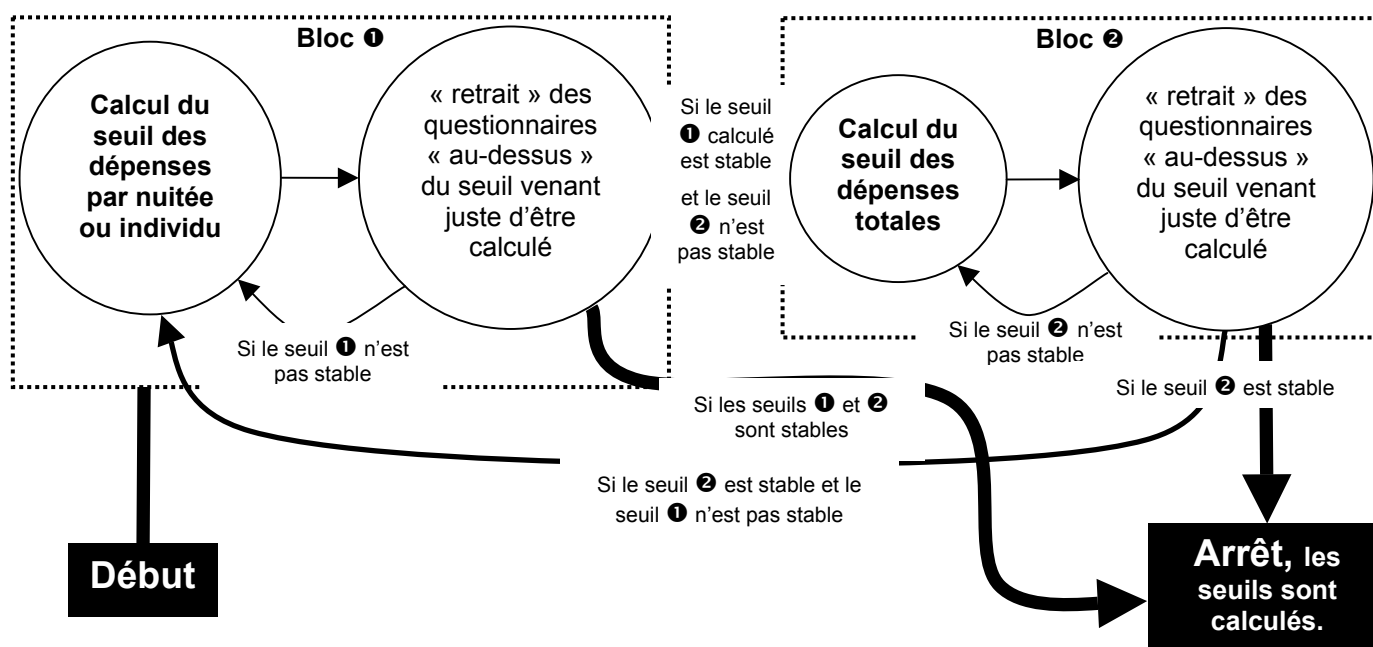 Bloc ❶
Calcul du
seuil des
dépenses
par nuitée
ou individu
« retrait » des
questionnaires
« au-dessus »
du seuil venant
juste d’être
calculé
Si le seuil ❶ n’est
pas stable
Si le seuil
❶ calculé
est stable
et le seuil
❷ n’est
pas stable
Bloc ❷
Calcul du
seuil des
dépenses
totales
« retrait » des
questionnaires
« au-dessus »
du seuil venant
juste d’être
calculé
Si le seuil ❷ n’est
pas stable
Si le seuil ❷ est stable
Si les seuils ❶ et ❷
sont stables
Si le seuil ❷ est stable et le
seuil ❶ n’est pas stable
Début
Arrêt, les
seuils sont
calculés.